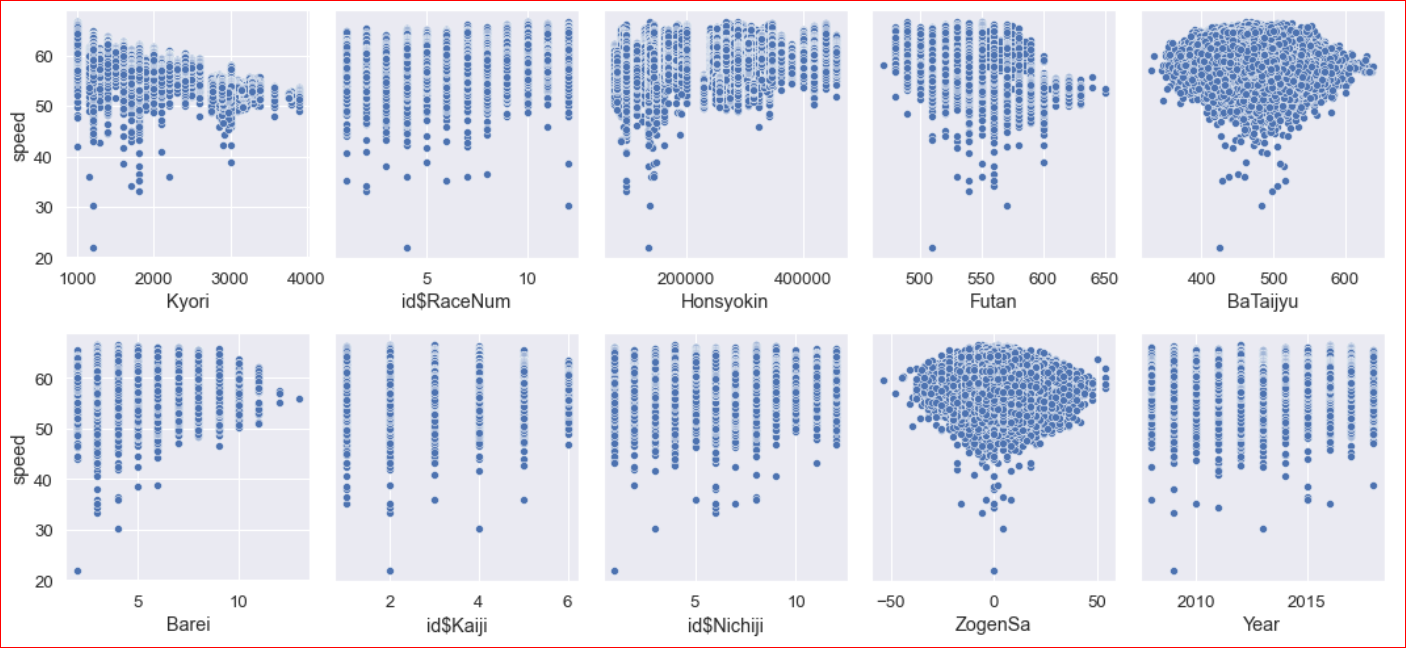 speed
60
50
40
30
20
1000 2000 3000 4000
5 10
200000 400000
500 550 600 650
400 500 600
Kyori
id$RaceNum
Honsyokin
Futan
BaTaijyu
speed
60
50
40
30
20
5 10
2 4 6
5 10
−50 0 50
2010 2015
Barei
id$Kaiji
id$Nichiji
ZogenSa
Year